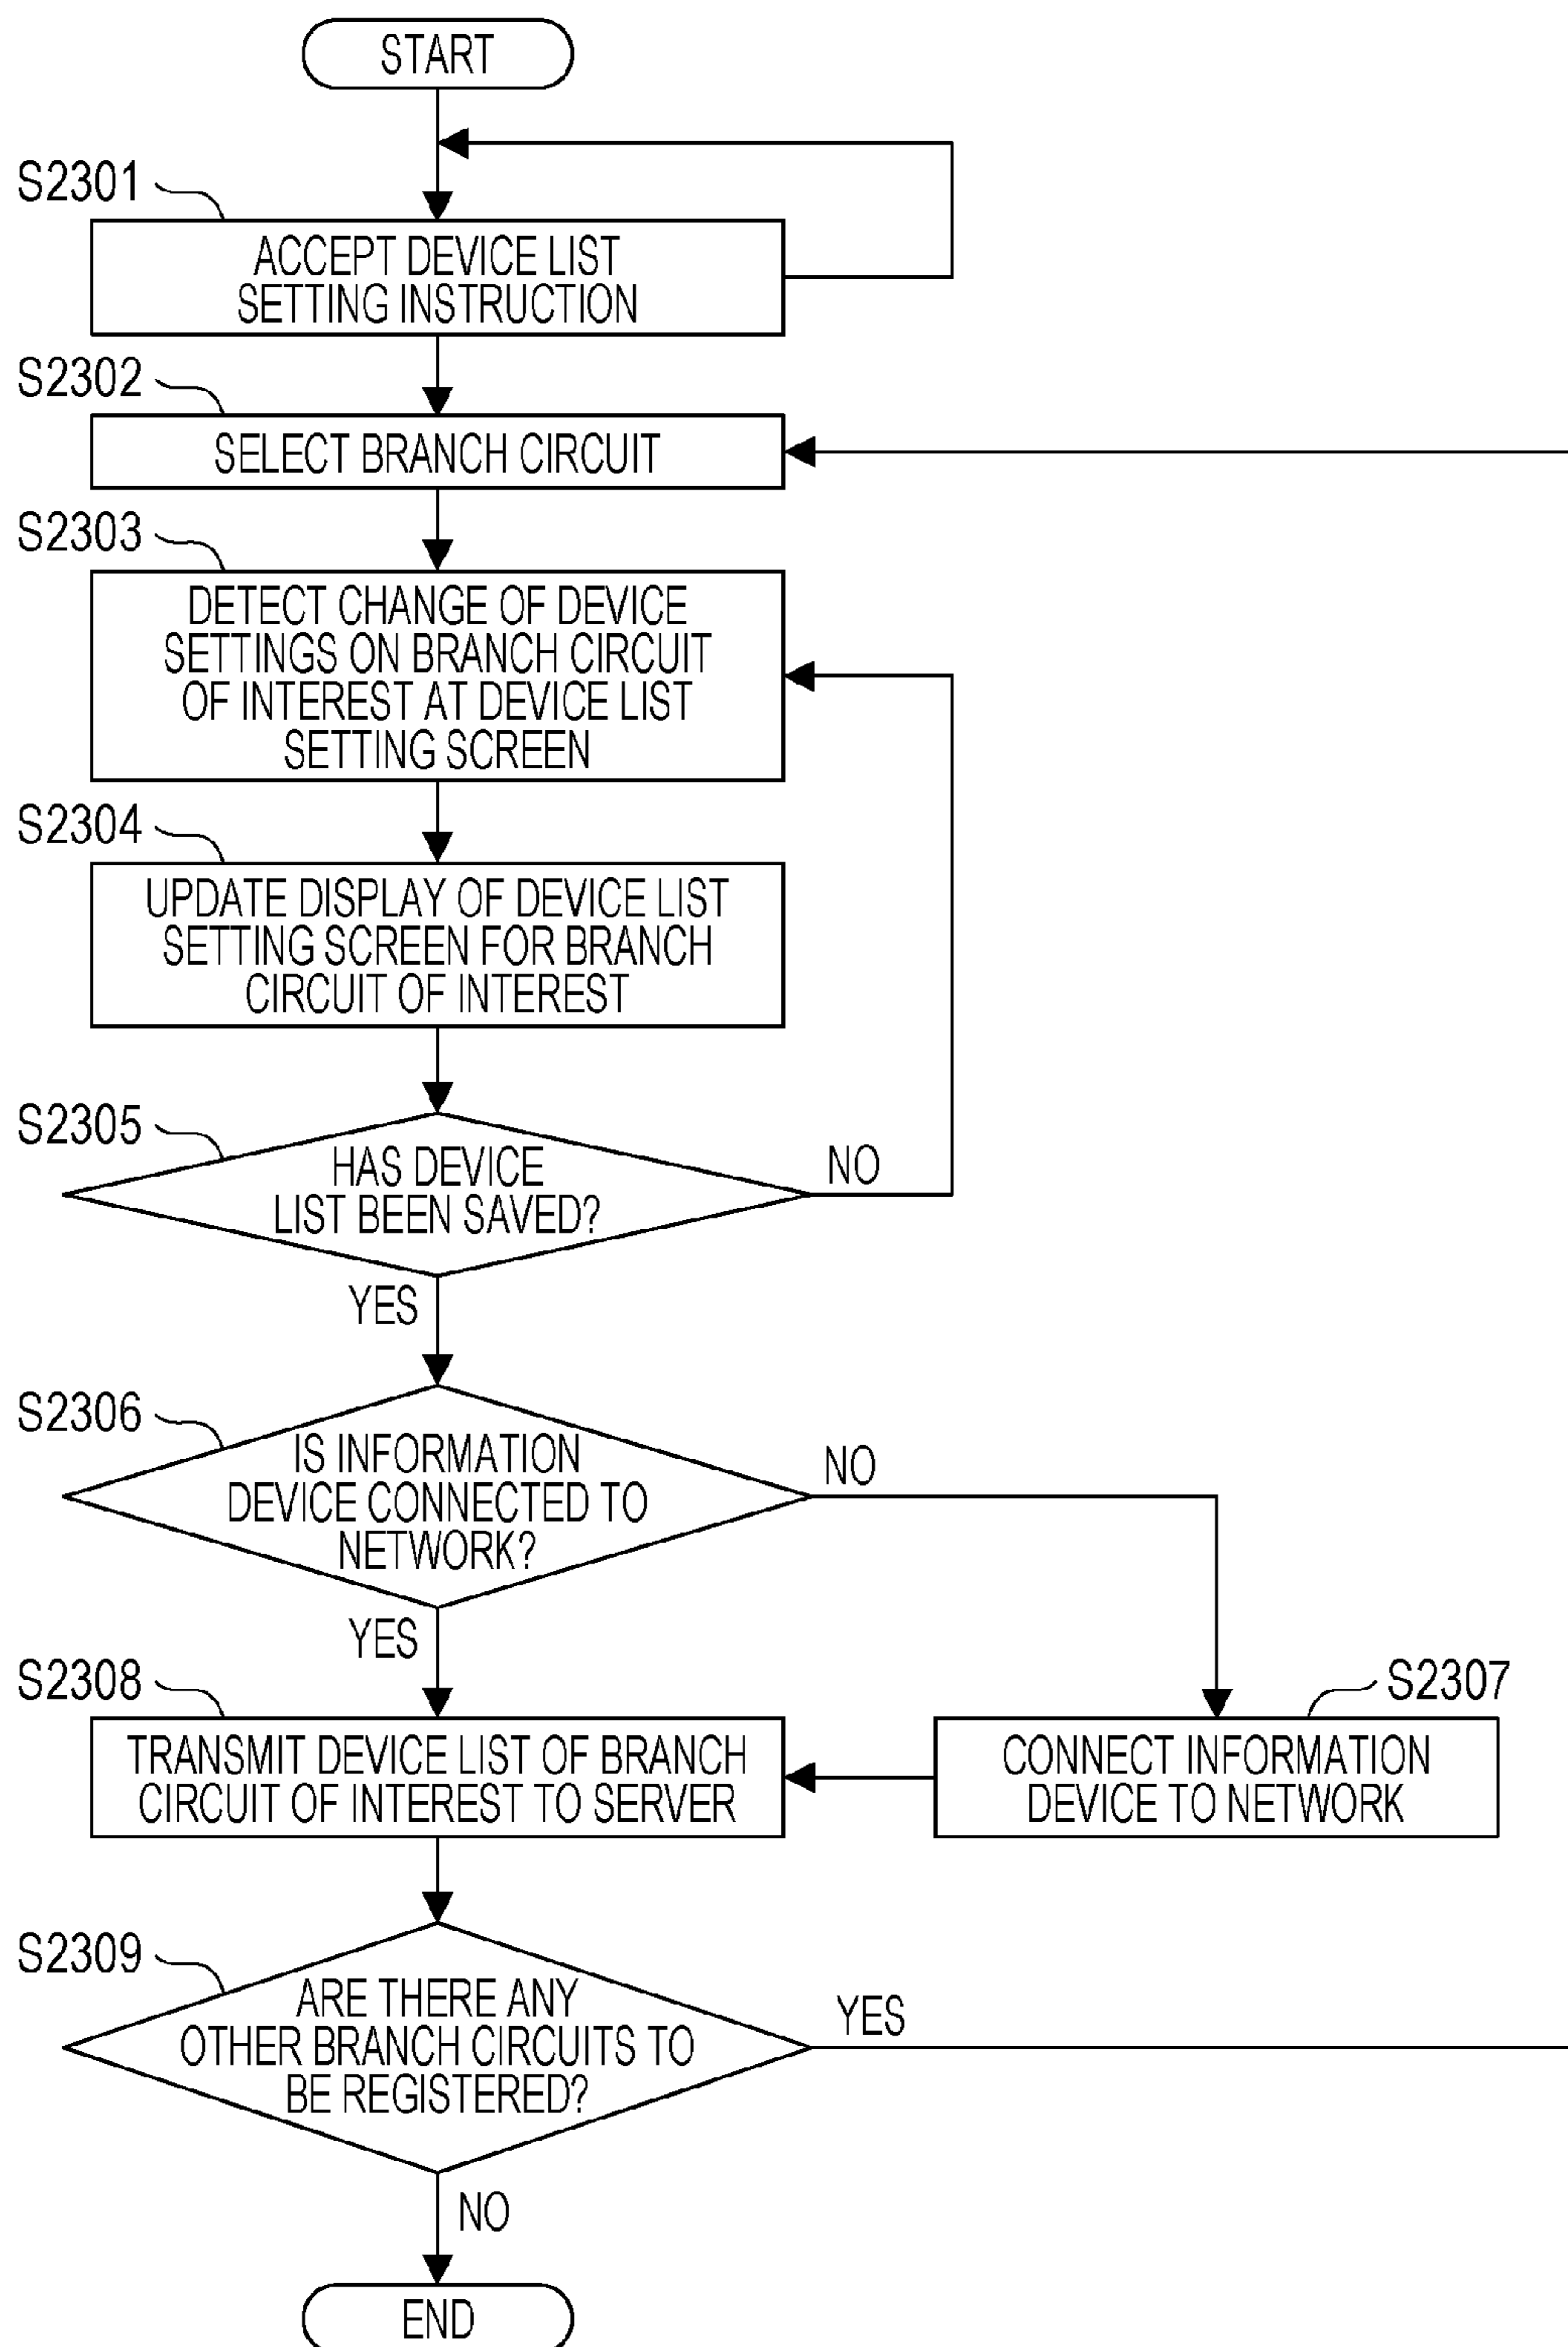 START
S2301
ACCEPT DEVICE LIST
SETTING INSTRUCTION
S2302
SELECT BRANCH CIRCUIT
S2303
DETECT CHANGE OF DEVICE
SETTINGS ON BRANCH CIRCUIT
OF INTEREST AT DEVICE LIST
SETTING SCREEN
S2304
UPDATE DISPLAY OF DEVICE LIST
SETTING SCREEN FOR BRANCH
CIRCUIT OF INTEREST
S2305
HAS DEVICE
LIST BEEN SAVED?
NO
YES
S2306
IS INFORMATION
DEVICE CONNECTED TO
NETWORK?
NO
YES
S2307
CONNECT INFORMATION
DEVICE TO NETWORK
S2308
TRANSMIT DEVICE LIST OF BRANCH
CIRCUIT OF INTEREST TO SERVER
S2309
ARE THERE ANY
OTHER BRANCH CIRCUITS TO
BE REGISTERED?
YES
NO
END